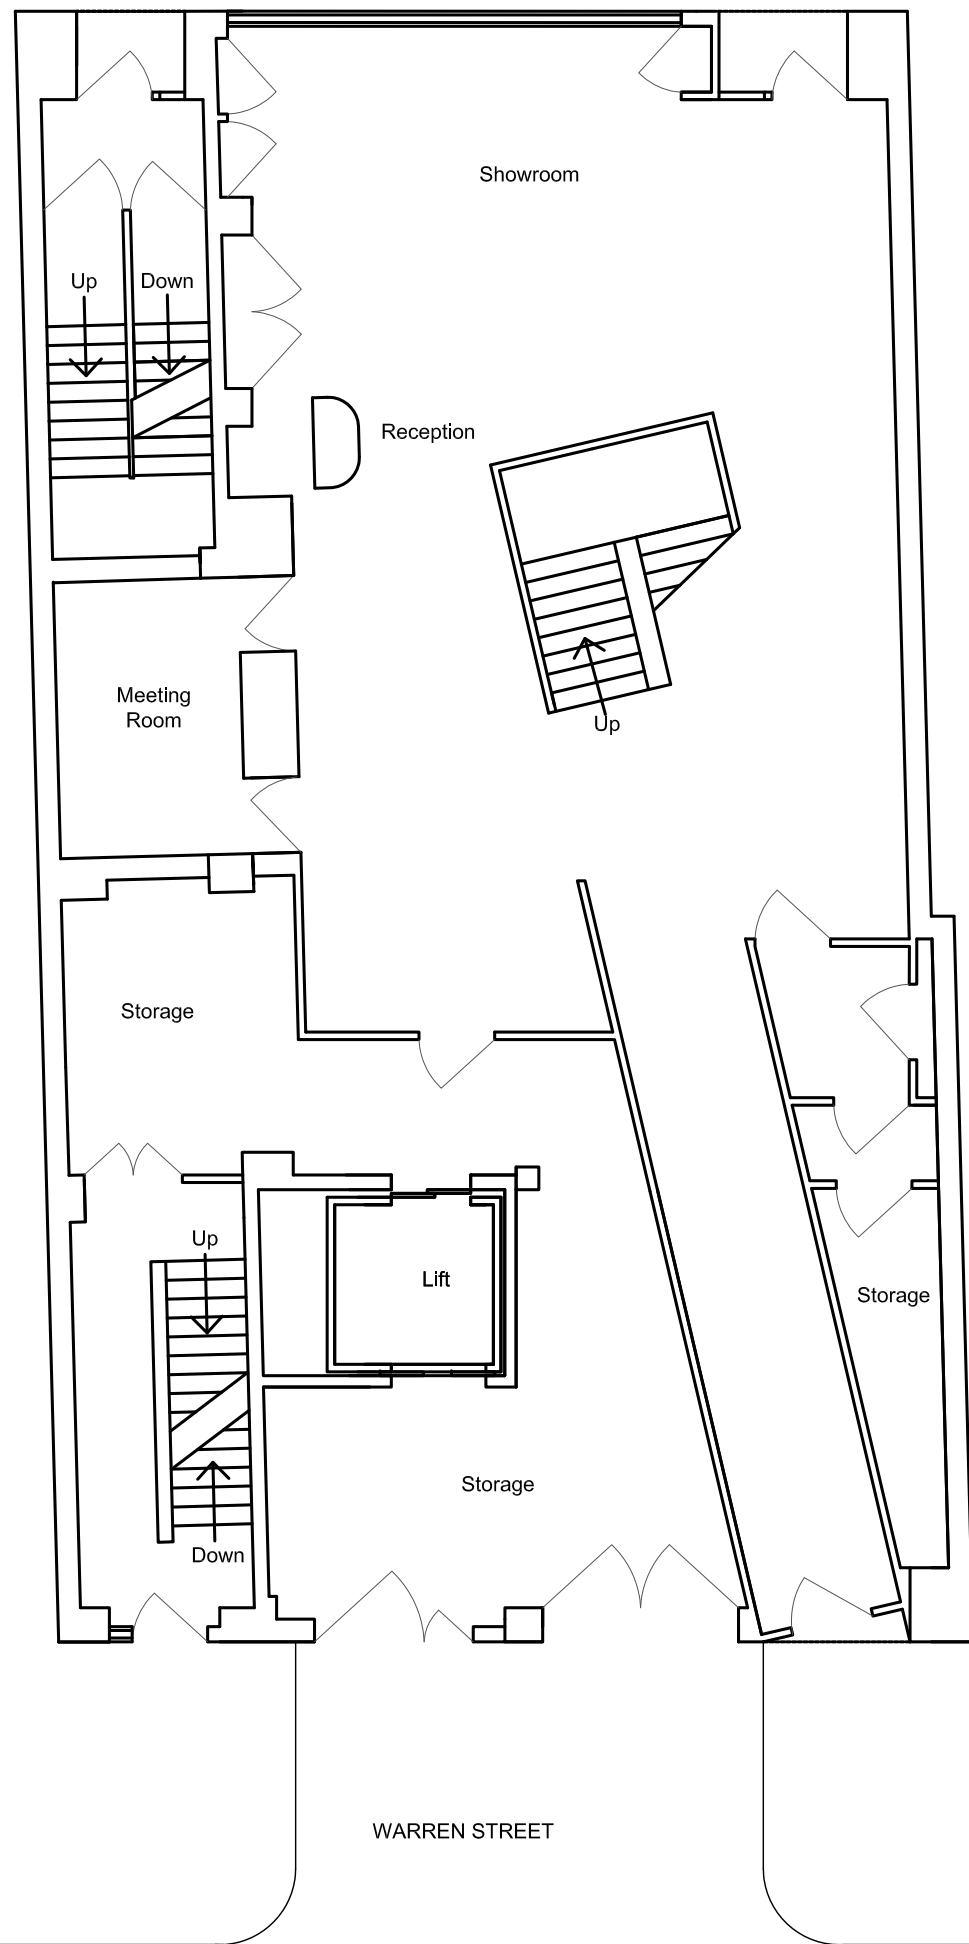 Showroom
Up
Down
Reception
Meeting
Room
Up
Storage
Up
Lift
Storage
Storage
Down
WARREN STREET